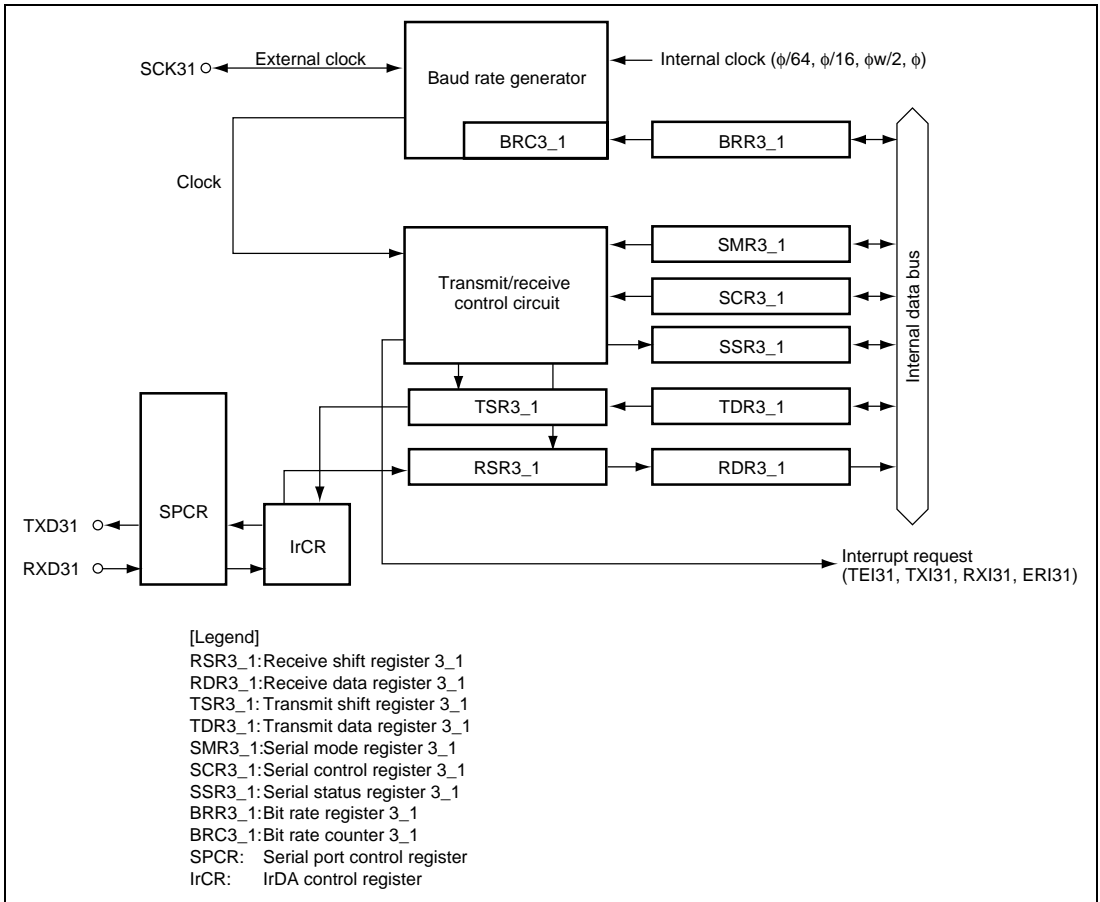 SCK31
External clock
Baud rate generator
Internal clock (ϕ/64, ϕ/16, ϕw/2, ϕ)
BRC3_1
BRR3_1
Clock
Internal data bus
Transmit/receive
control circuit
SMR3_1
SCR3_1
SSR3_1
TSR3_1
TDR3_1
RSR3_1
RDR3_1
SPCR
IrCR
TXD31
RXD31
Interrupt request
(TEI31, TXI31, RXI31, ERI31)
[Legend]
RSR3_1:Receive shift register 3_1
RDR3_1:Receive data register 3_1
TSR3_1: Transmit shift register 3_1
TDR3_1: Transmit data register 3_1
SMR3_1:Serial mode register 3_1
SCR3_1:Serial control register 3_1
SSR3_1:Serial status register 3_1
BRR3_1:Bit rate register 3_1
BRC3_1:Bit rate counter 3_1
SPCR: Serial port control register
IrCR: IrDA control register